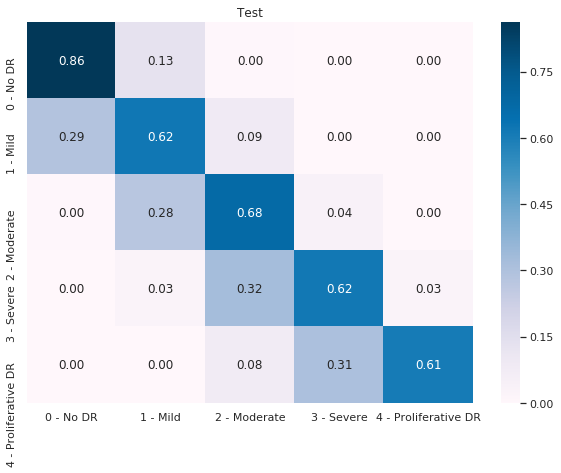 Test
0 - No DR
0.86 0.13 0.00 0.00 0.00
1 - Mild
0.29 0.62 0.09 0.00 0.00
2 - Moderate
0.00 0.28 0.68 0.04 0.00
3 - Severe
0.00 0.03 0.32 0.62 0.03
4 - Proliferative DR
0.00 0.00 0.08 0.31 0.61
0 - No DR 1 - Mild 2 - Moderate 3 - Severe 4 - Proliferative DR
0.75
0.60
0.45
0.30
0.15
0.00